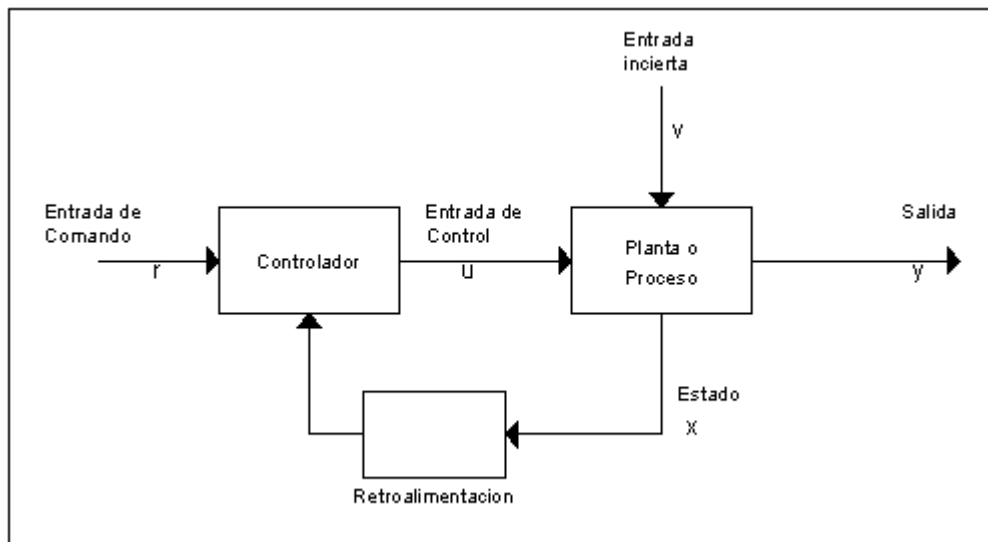 Entrada
incierta
v
Entrada de
Comando
r
Controlador
Entrada de
Control
u
Planta o
Proceso
Salida
y
Estado
x
Retroalimentacion